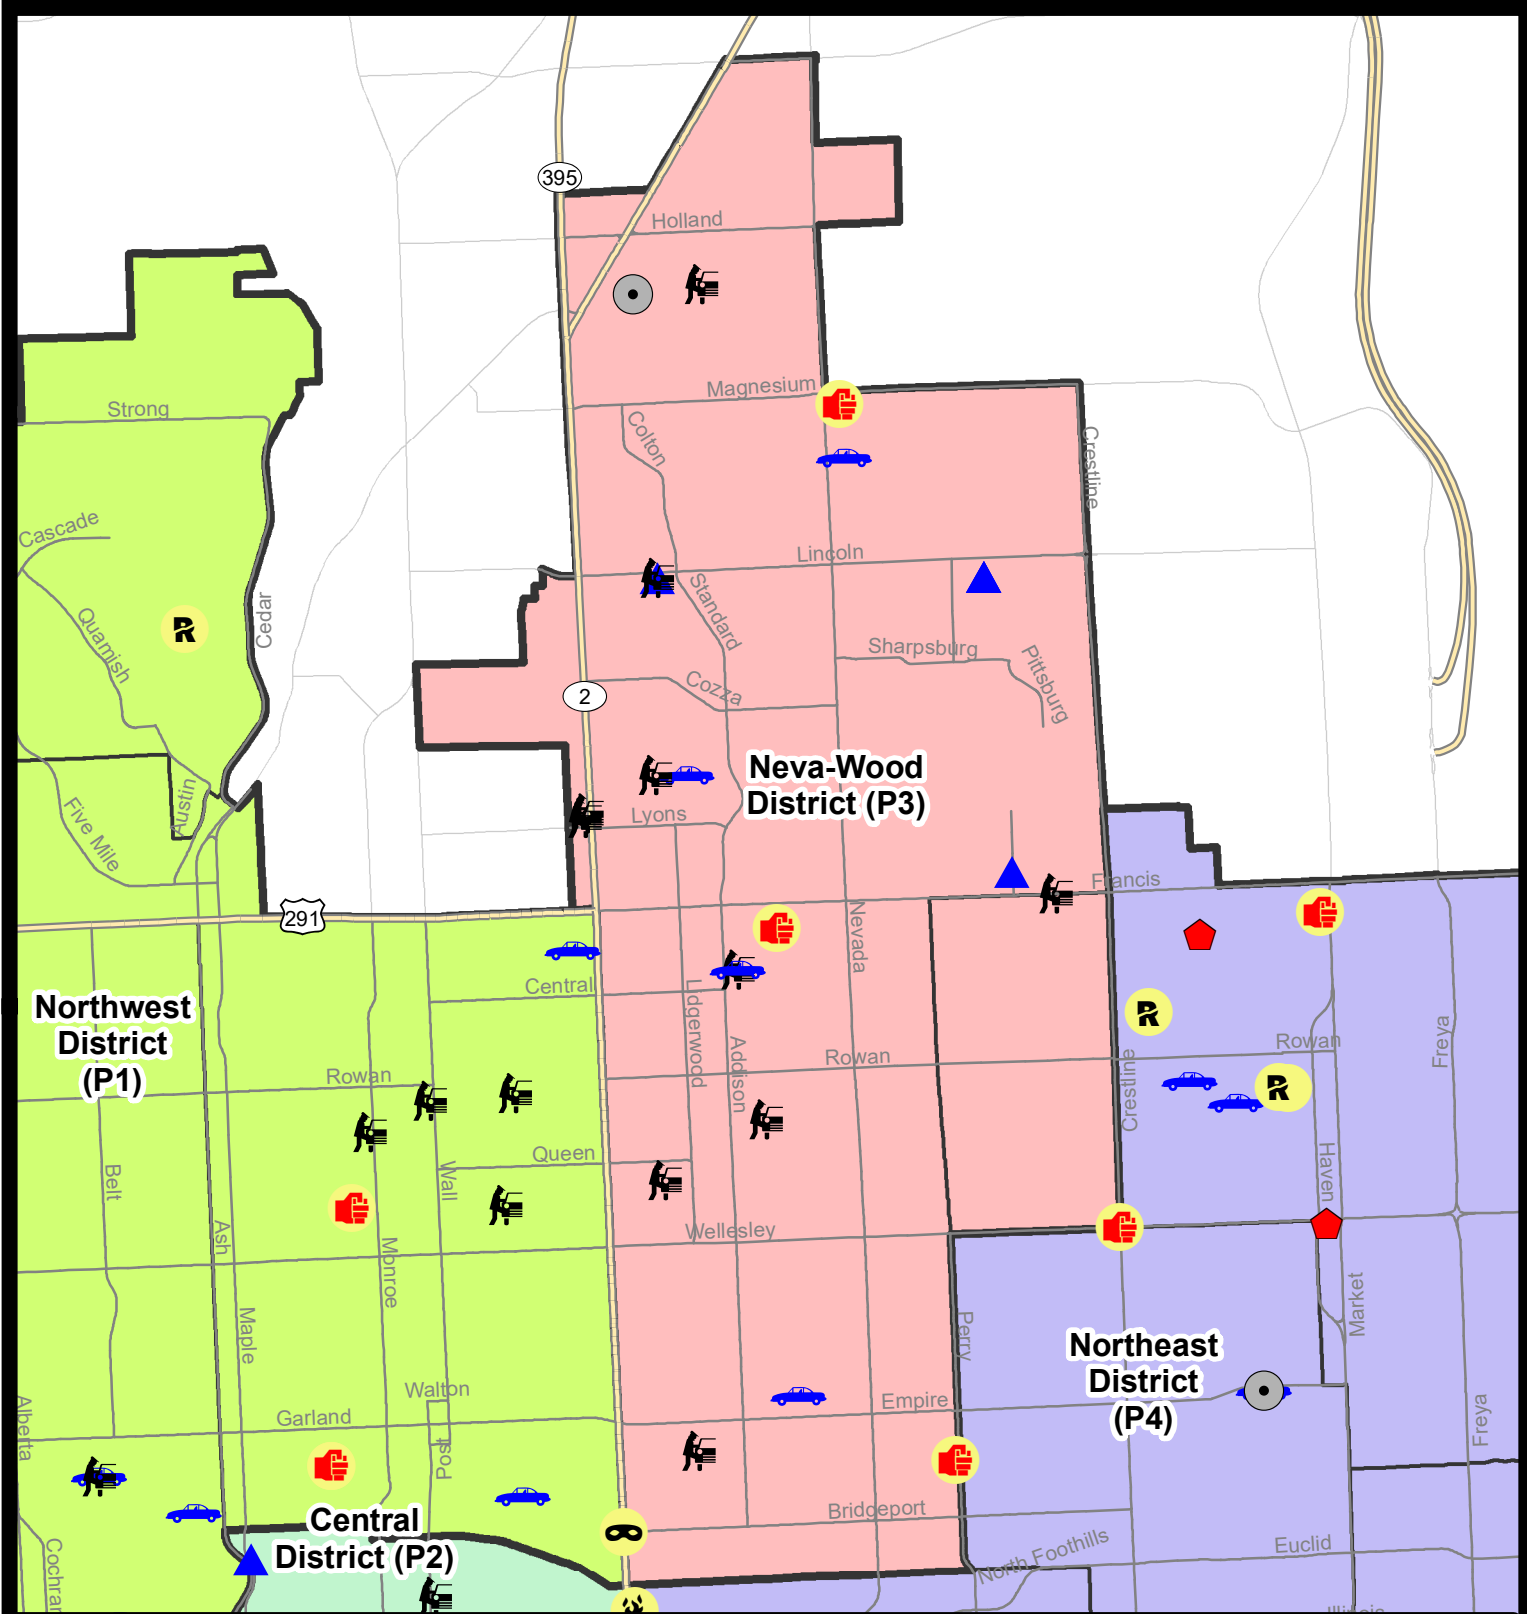 395
Holland
Magnesium
Strong
Colton
Crestline
Cascade
Lincoln
Standard
Cedar
Quamish
Sharpsburg
Pittsburg
Cozza
2
Neva-Wood
District (P3)
Austin
Five Mile
Lyons
Francis
291
Nevada
Northwest
District
(P1)
Central
Lidgerwood
Addison
Rowan
Rowan
Freya
Rowan
Crestline
Belt
Wall
Queen
Haven
Ash
Monroe
Wellesley
Maple
Market
Perry
Northeast
District
(P4)
Walton
Alberta
Garland
Empire
Freya
Post
Central
District (P2)
Bridgeport
North Foothills
Euclid